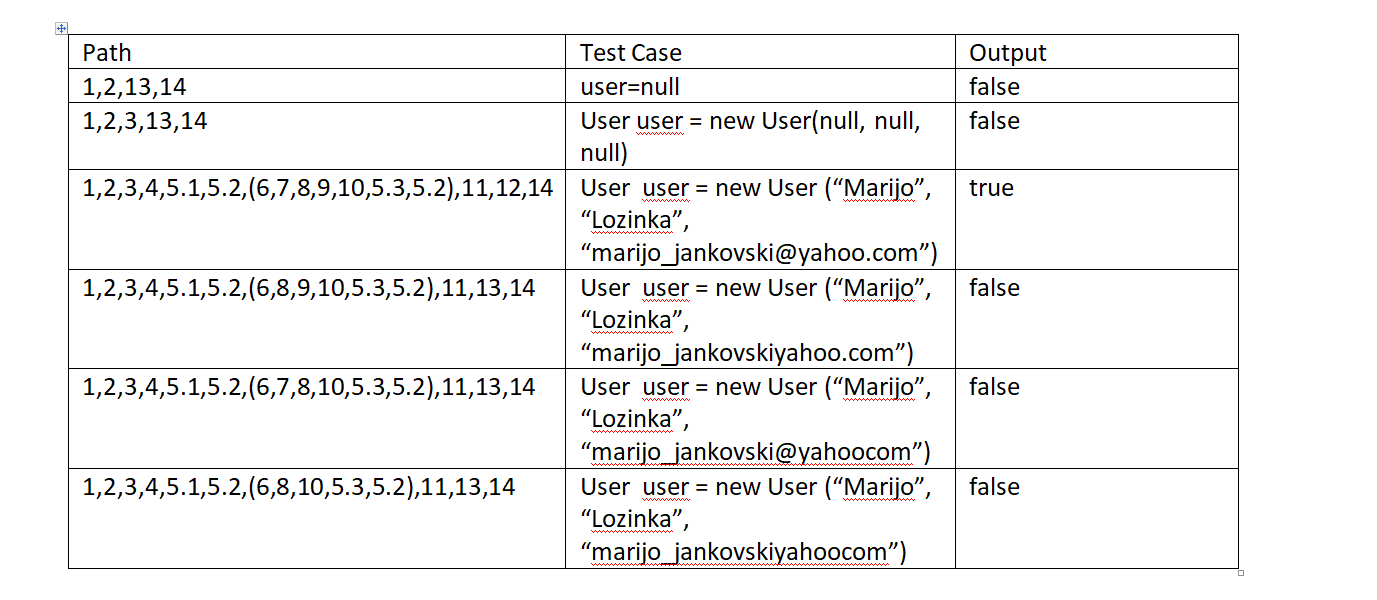 Path Test Case Output
1,2,13,14 user=null false
1,2,3,13,14 User user = new User(null, null, false
null)
1,2,3,4,5.1,5.2,(6,7,8,9,10,5.3,5.2),11,12,14 User user = new User (“Marijo”, true
“Lozinka”,
“marijo_jankovski@yahoo.com”)
1,2,3,4,5.1,5.2,(6,8,9,10,5.3,5.2),11,13,14 User user = new User (“Marijo”, false
“Lozinka”,
“marijo_jankovskiyahoo.com”)
1,2,3,4,5.1,5.2,(6,7,8,10,5.3,5.2),11,13,14 User user = new User (“Marijo”, false
“Lozinka”,
“marijo_jankovski@yahoocom”)
1,2,3,4,5.1,5.2,(6,8,10,5.3,5.2),11,13,14 User user = new User (“Marijo”, false
“Lozinka”,
“marijo_jankovskiyahoocom”)